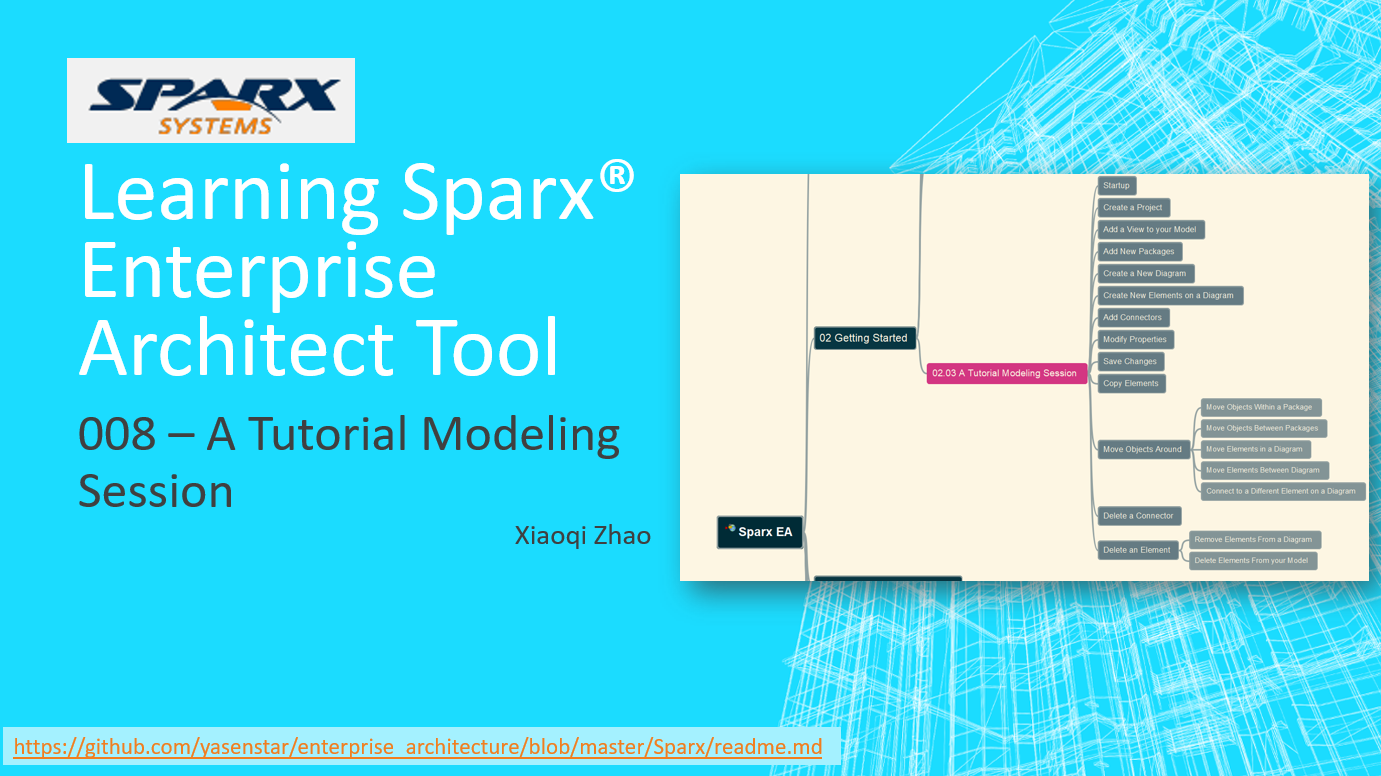 SPARX
SYSTEMS
Learning Sparx®
Enterprise
Architect Tool
008 – A Tutorial Modeling
Session
Xiaoqi Zhao
Sparx EA
02 Getting Started
02.03 A Tutorial Modeling Session
Startup
Create a Project
Add a View to your Model
Add New Packages
Create a New Diagram
Create New Elements on a Diagram
Add Connectors
Modify Properties
Save Changes
Copy Elements
Move Objects Around
Move Objects Within a Package
Move Objects Between Packages
Move Elements in a Diagram
Move Elements Between Diagram
Connect to a Different Element on a Diagram
Delete a Connector
Delete an Element
Remove Elements From a Diagram
Delete Elements From your Model
https://github.com/yasenstar/enterprise_architecture/blob/master/Sparx/readme.md